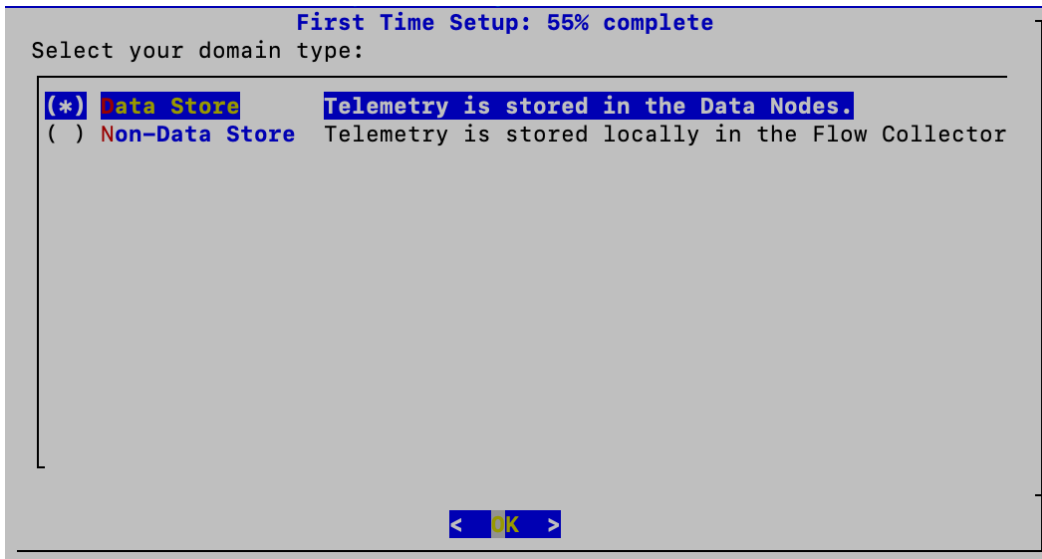 First Time Setup: 55% complete
Select your domain type:
(*) Data Store Telemetry is stored in the Data Nodes.
( ) Non-Data Store Telemetry is stored locally in the Flow Collector
< OK >